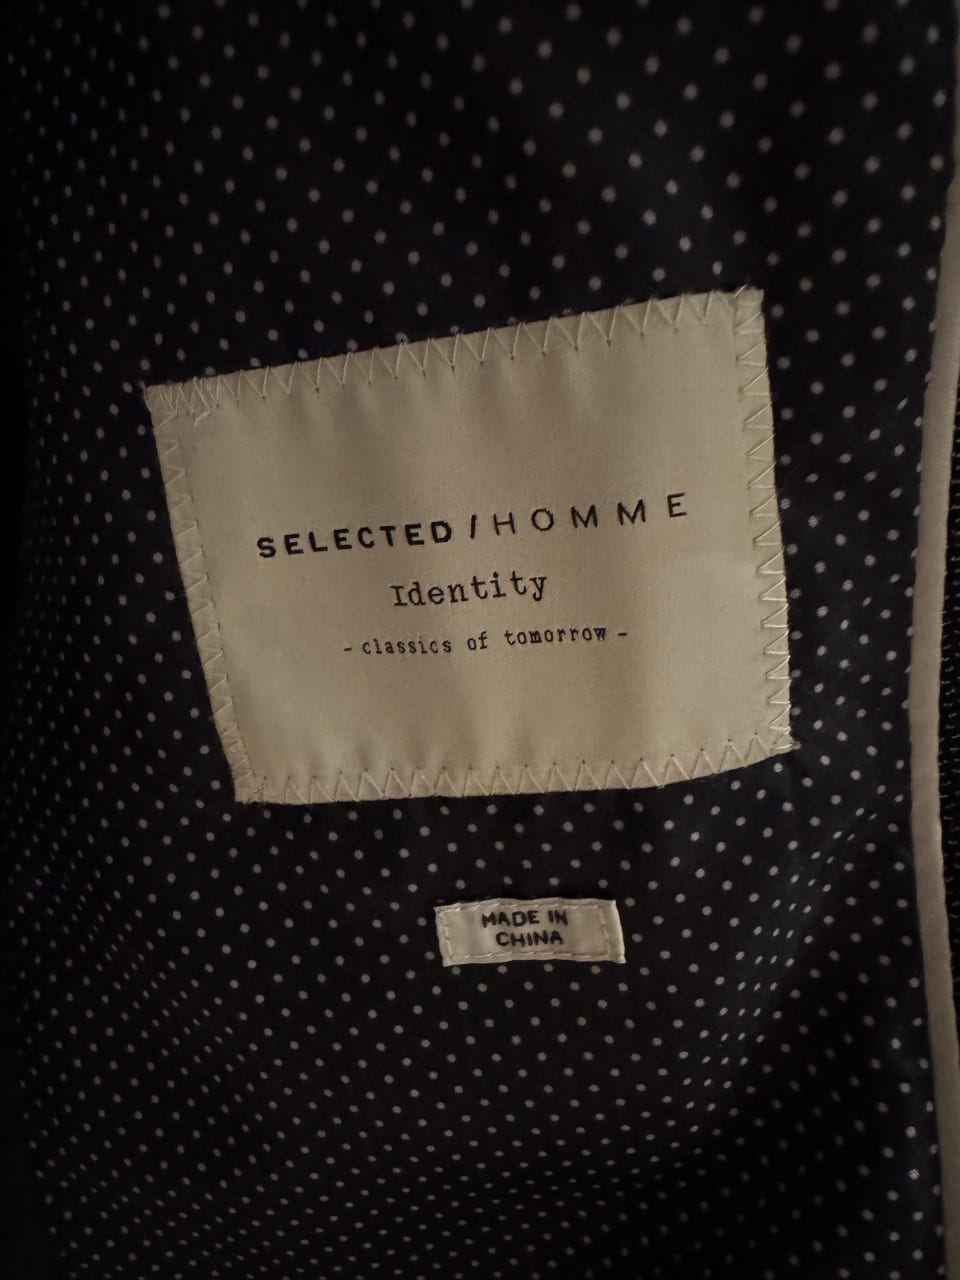 SELECTED / HOMME
Identity
- classics of tomorrow -
MADE IN
CHINA